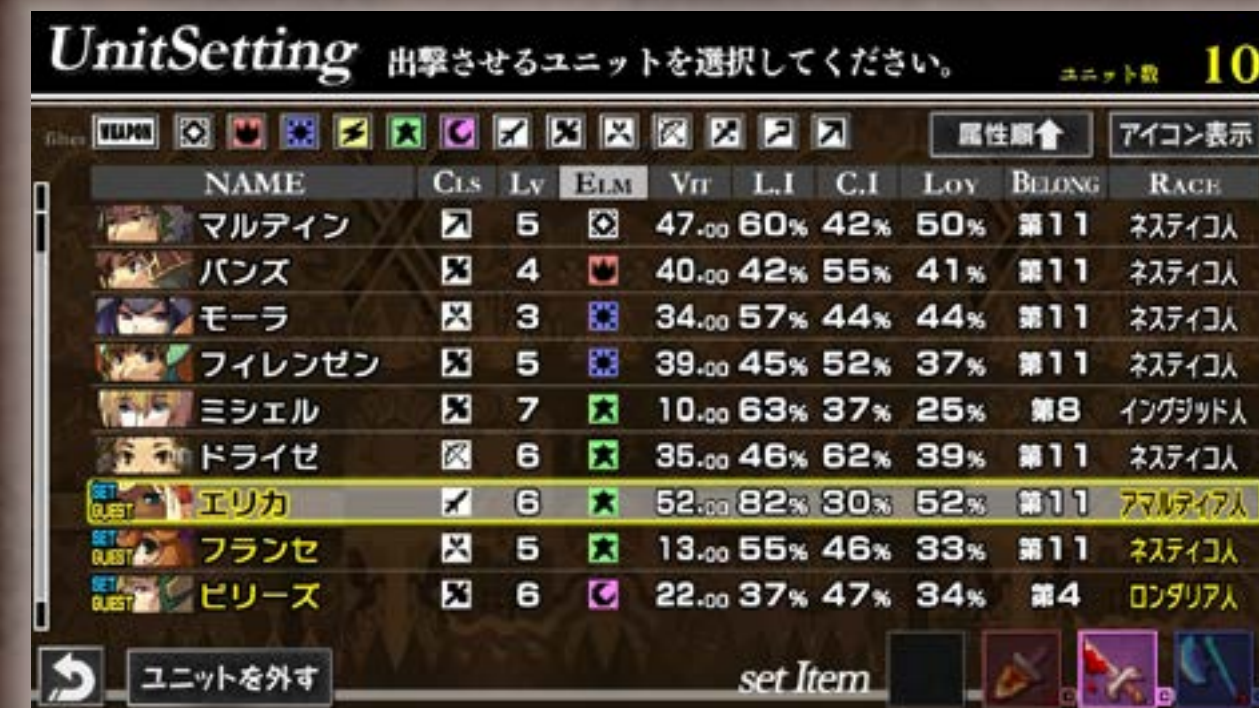 UnitSetting 出撃させるユニットを選択してください。 ユニット数 10
filter WEAPON 属性順 アイコン表示
NAME CLS LV ELM VIT L.I C.I LOY BELONG RACE
マルディン 5 47.00 60% 42% 50% 第11 ネスティコ人
バンズ 4 40.00 42% 55% 41% 第11 ネスティコ人
モーラ 3 34.00 57% 44% 44% 第11 ネスティコ人
フィレンゼン 5 39.00 45% 52% 37% 第11 ネスティコ人
ミシェル 7 10.00 63% 37% 25% 第8 イングジッド人
ドライゼ 6 35.00 46% 62% 39% 第11 ネスティコ人
SET GUEST エリカ 6 52.00 82% 30% 52% 第11 アマルティア人
SET GUEST フランセ 5 13.00 55% 46% 33% 第11 ネスティコ人
SET GUEST ビリーズ 6 22.00 37% 47% 34% 第4 ロンダリア人
ユニットを外す set Item